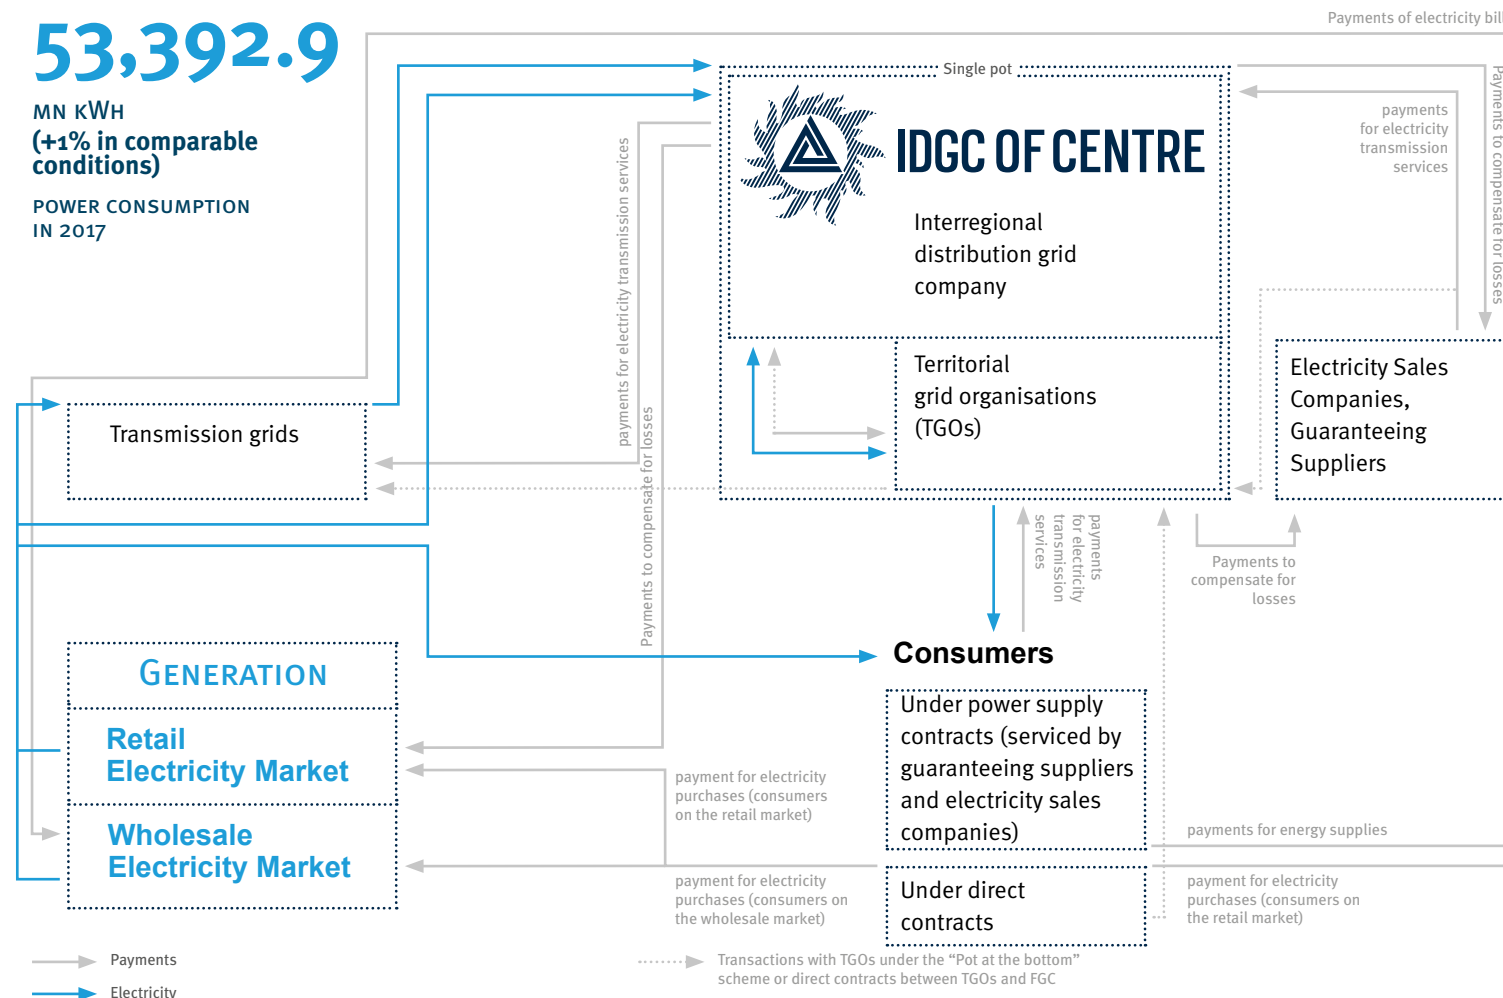 53,392.9
MN KWH
(+1% in comparable
conditions)
POWER CONSUMPTION
IN 2017
Payments of electricity bill
Single pot
IDGC OF CENTRE
Interregional
distribution grid
company
payments
for electricity
transmission
services
Payments to compensate for losses
payments for electricity transmission services
Payments to compensate for losses
Territorial
grid organisations
(TGOs)
Electricity Sales
Companies,
Guaranteeing
Suppliers
Transmission grids
payments
for electricity
transmission
services
Payments to
compensate for
losses
Consumers
GENERATION
Retail
Electricity Market
Wholesale
Electricity Market
Under power supply
contracts (serviced by
guaranteeing suppliers
and electricity sales
companies)
payment for electricity
purchases (consumers
on the retail market)
payments for energy supplies
payment for electricity
purchases (consumers on
the wholesale market)
Under direct
contracts
payment for electricity
purchases (consumers on
the retail market)
Payments
Electricity
Transactions with TGOs under the “Pot at the bottom”
scheme or direct contracts between TGOs and FGC